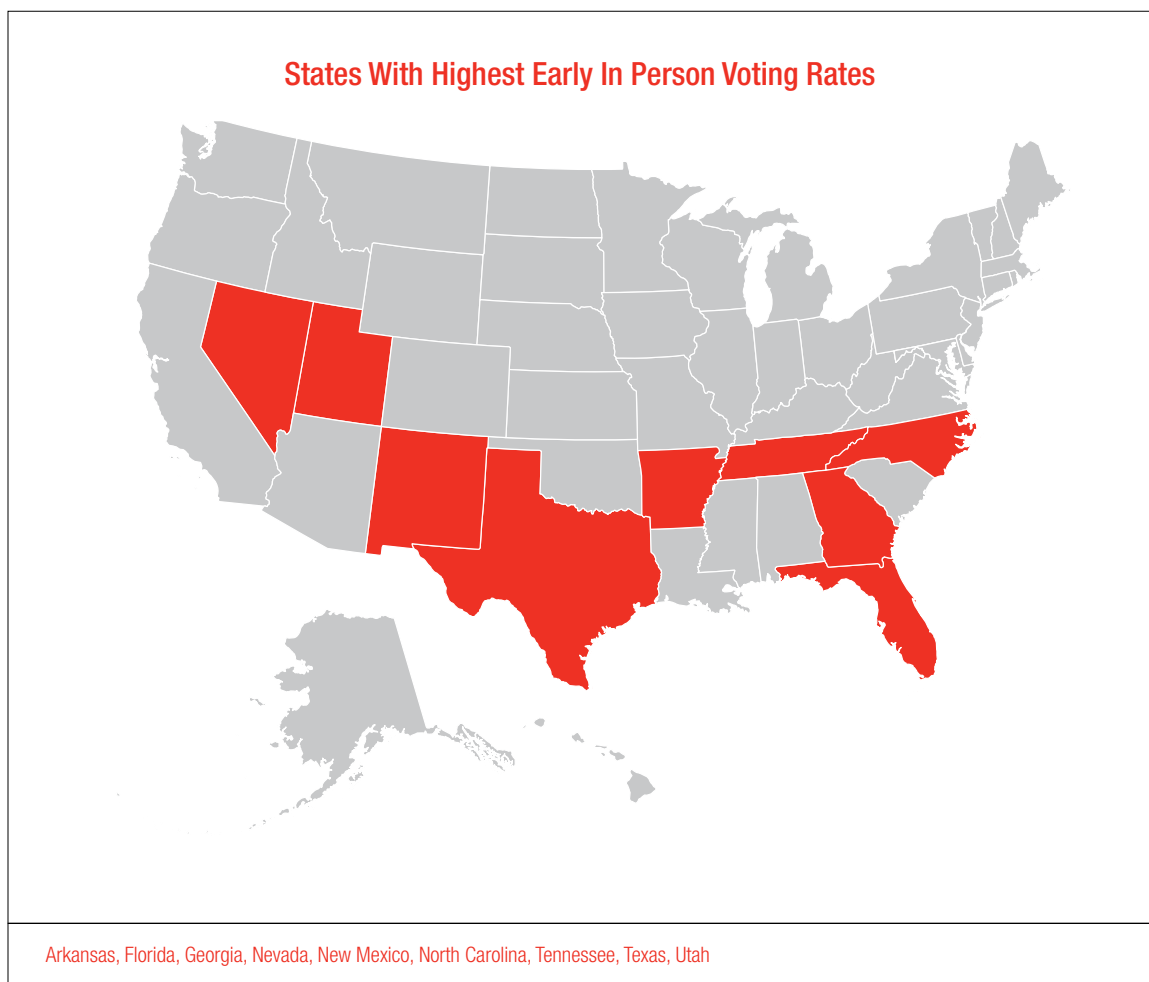 States With Highest Early In Person Voting Rates
Arkansas, Florida, Georgia, Nevada, New Mexico, North Carolina, Tennessee, Texas, Utah